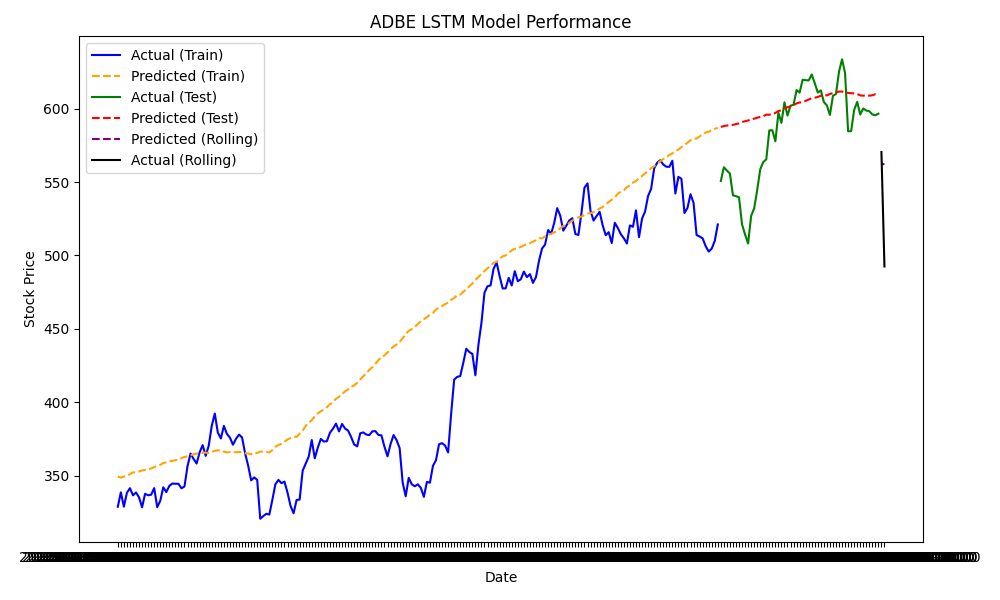 ADBE LSTM Model Performance
Actual (Train)
Predicted (Train)
Actual (Test)
Predicted (Test)
Predicted (Rolling)
Actual (Rolling)
600
550
500
450
400
350
Stock Price
Date